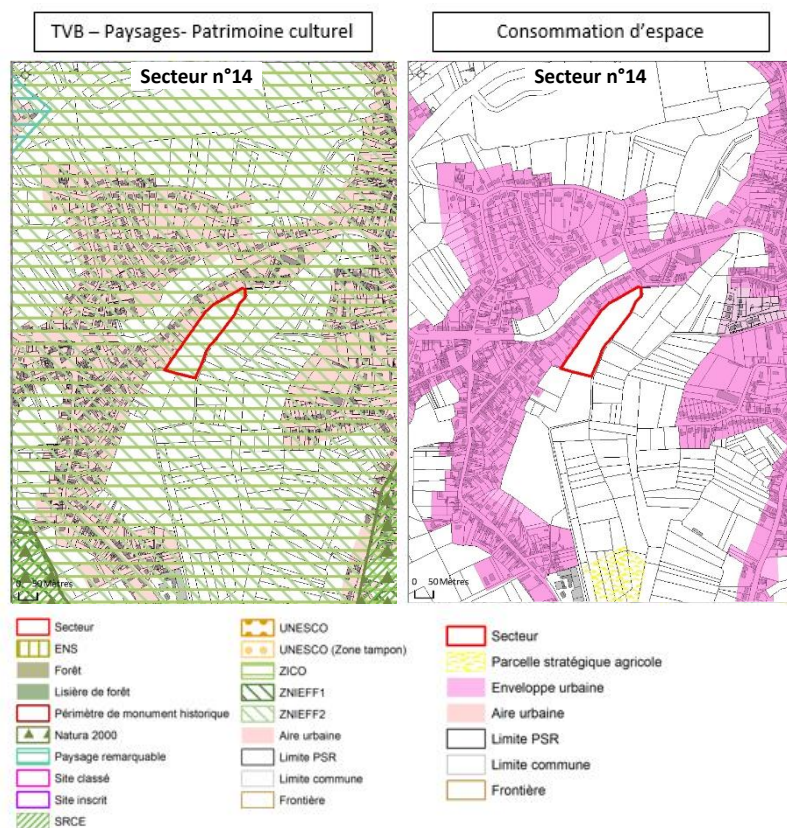 TVB – Paysages- Patrimoine culturel
Consommation d'espace
Secteur n°14
Secteur n°14
0 50 Mètres
0 50 Mètres
Secteur
ENS
Forêt
Lisière de forêt
Périmètre de monument historique
Natura 2000
Paysage remarquable
Site classé
Site inscrit
SRCE
UNESCO
UNESCO (Zone tampon)
ZICO
ZNIEFF1
ZNIEFF2
Aire urbaine
Limite PSR
Limite commune
Frontière
Secteur
Parcelle stratégique agricole
Enveloppe urbaine
Aire urbaine
Limite PSR
Limite commune
Frontière